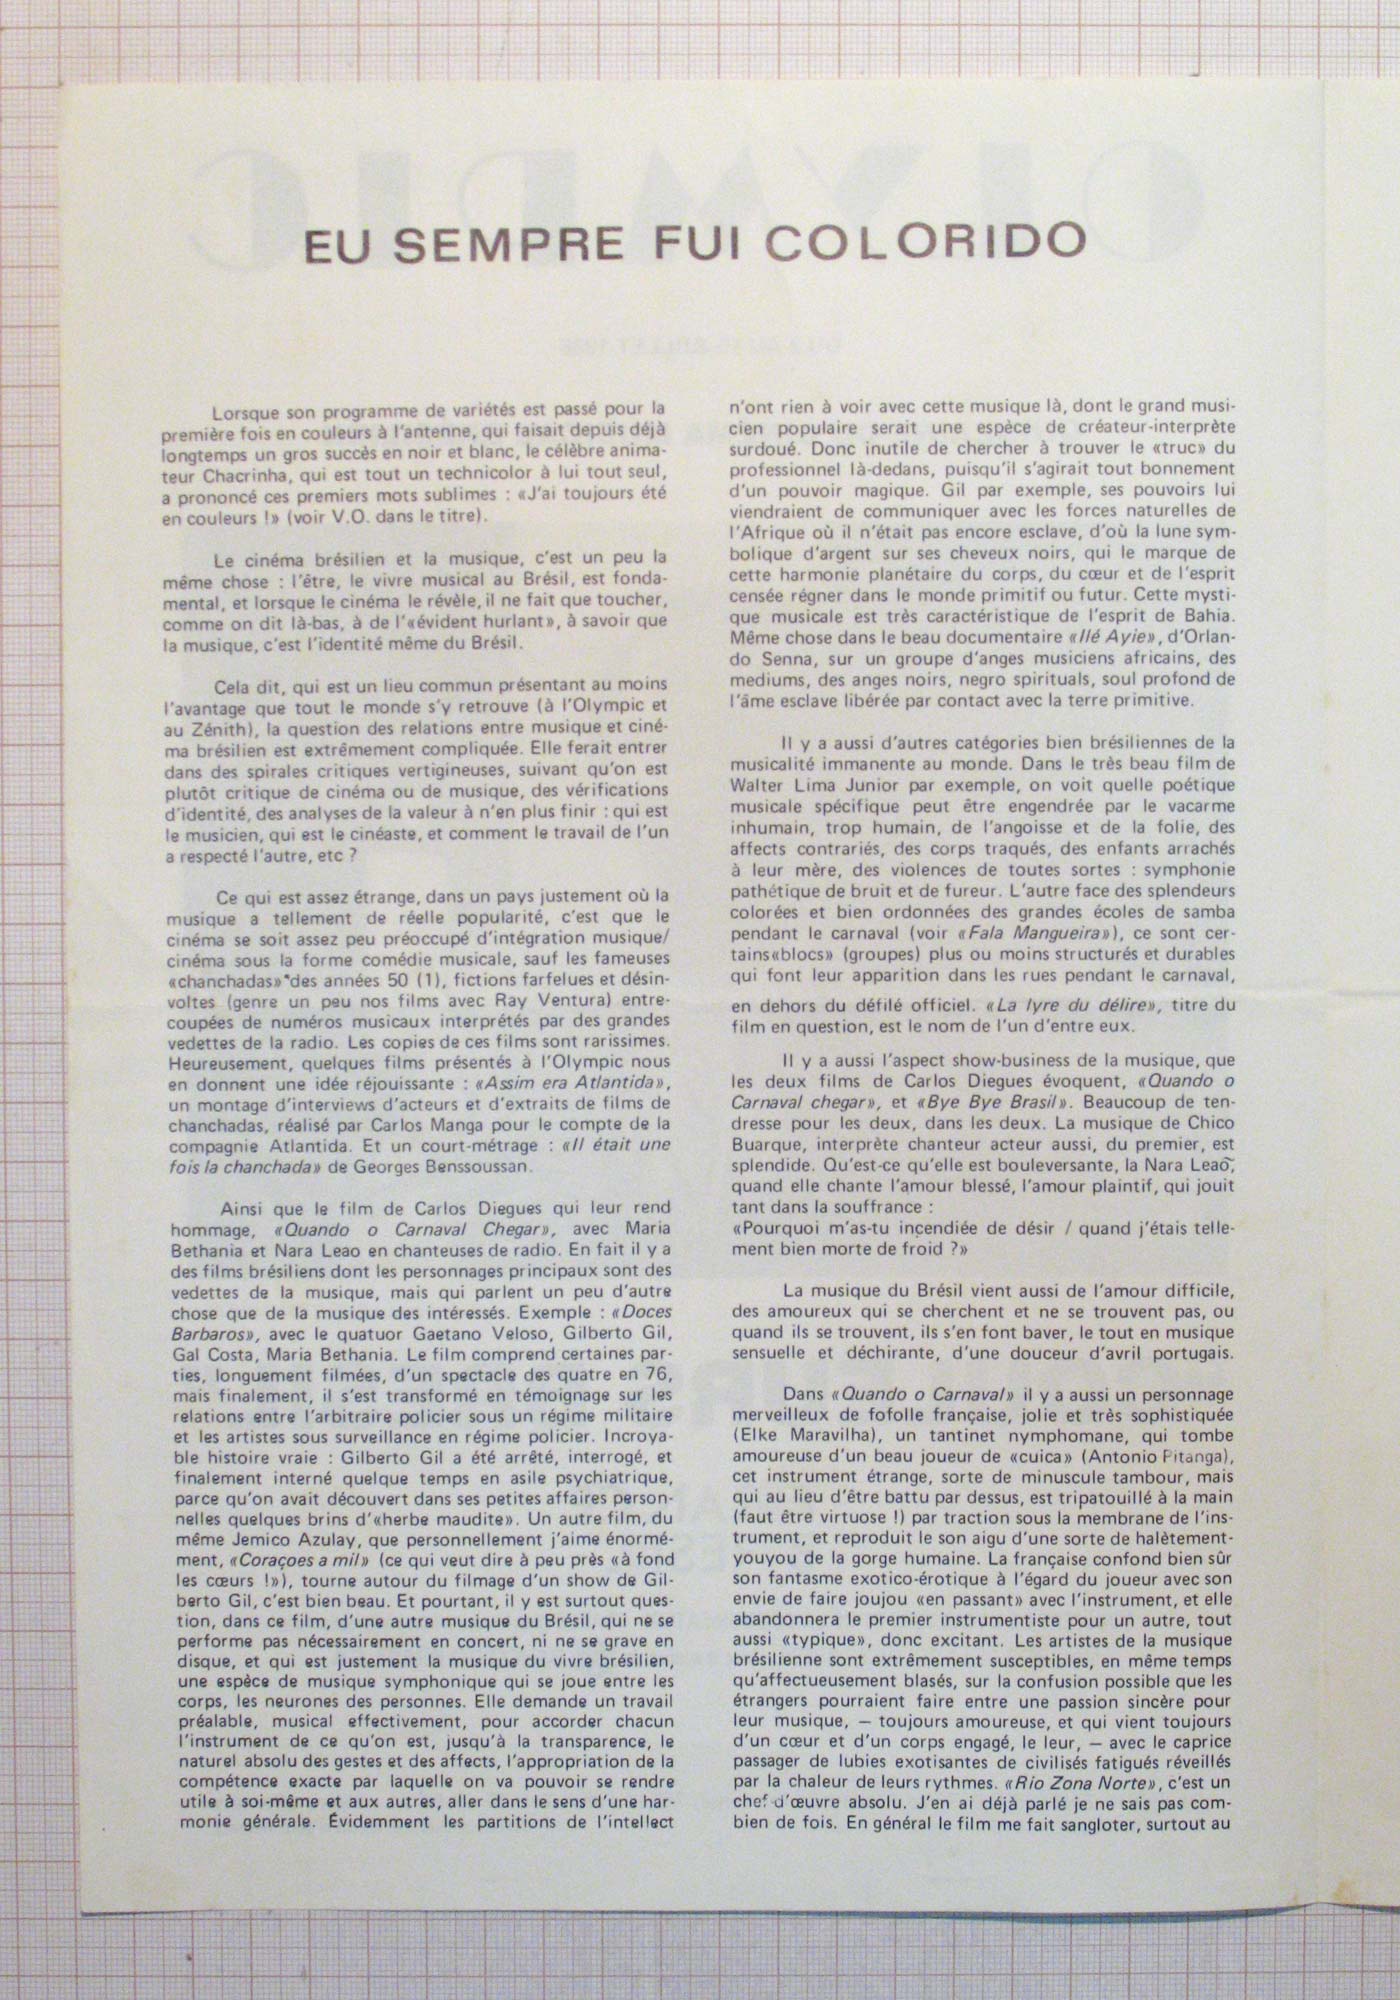 EU SEMPRE FUI COLORIDO
Lorsque son programme de variétés est passé pour la
première fois en couleurs à l'antenne, qui faisait depuis déjà
longtemps un gros succès en noir et blanc, le célèbre anima-
teur Chacrinha, qui est tout un technicolor à lui tout seul,
a prononcé ces premiers mots sublimes : «J'ai toujours été
en couleurs !» (voir V.O. dans le titre).
Le cinéma brésilien et la musique, c'est un peu la
même chose : l'être, le vivre musical au Brésil, est fonda-
mental, et lorsque le cinéma le révèle, il ne fait que toucher,
comme on dit là-bas, à de l'«évident hurlant», à savoir que
la musique, c'est l'identité même du Brésil.
Cela dit, qui est un lieu commun présentant au moins
l'avantage que tout le monde s'y retrouve (à l'Olympic et
au Zénith), la question des relations entre musique et ciné-
ma brésilien est extrêmement compliquée. Elle ferait entrer
dans des spirales critiques vertigineuses, suivant qu'on est
plutôt critique de cinéma ou de musique, des vérifications
d'identité, des analyses de la valeur à n'en plus finir : qui est
le musicien, qui est le cinéaste, et comment le travail de l'un
a respecté l'autre, etc ?
Ce qui est assez étrange, dans un pays justement où la
musique a tellement de réelle popularité, c'est que le
cinéma se soit assez peu préoccupé d'intégration musique/
cinéma sous la forme comédie musicale, sauf les fameuses
«chanchadas» des années 50 (1), fictions farfelues et désin-
voltes (genre un peu nos films avec Ray Ventura) entre-
coupées de numéros musicaux interprétés par des grandes
vedettes de la radio. Les copies de ces films sont rarissimes.
Heureusement, quelques films présentés à l'Olympic nous
en donnent une idée réjouissante : «Assim era Atlantida»,
un montage d'interviews d'acteurs et d'extraits de films de
chanchadas, réalisé par Carlos Manga pour le compte de la
compagnie Atlantida. Et un court-métrage : «Il était une
fois la chanchada» de Georges Benssoussan.
Ainsi que le film de Carlos Diegues qui leur rend
hommage, «Quando o Carnaval Chegar», avec Maria
Bethania et Nara Leao en chanteuses de radio. En fait il y a
des films brésiliens dont les personnages principaux sont des
vedettes de la musique, mais qui parlent un peu d'autre
chose que de la musique des intéressés. Exemple : «Doces
Barbaros», avec le quatuor Gaetano Veloso, Gilberto Gil,
Gal Costa, Maria Bethania. Le film comprend certaines par-
ties, longuement filmées, d'un spectacle des quatre en 76,
mais finalement, il s'est transformé en témoignage sur les
relations entre l'arbitraire policier sous un régime militaire
et les artistes sous surveillance en régime policier. Incroya-
ble histoire vraie : Gilberto Gil a été arrêté, interrogé, et
finalement interné quelque temps en asile psychiatrique,
parce qu'on avait découvert dans ses petites affaires person-
nelles quelques brins d'«herbe maudite». Un autre film, du
même Jemico Azulay, que personnellement j'aime énormé-
ment, «Coraçoes a mil» (ce qui veut dire à peu près «à fond
les cœurs !»), tourne autour du filmage d'un show de Gil-
berto Gil, c'est bien beau. Et pourtant, il y est surtout ques-
tion, dans ce film, d'une autre musique du Brésil, qui ne se
performe pas nécessairement en concert, ni ne se grave en
disque, et qui est justement la musique du vivre brésilien,
une espèce de musique symphonique qui se joue entre les
corps, les neurones des personnes. Elle demande un travail
préalable, musical effectivement, pour accorder chacun
l'instrument de ce qu'on est, jusqu'à la transparence, le
naturel absolu des gestes et des affects, l'appropriation de la
compétence exacte par laquelle on va pouvoir se rendre
utile à soi-même et aux autres, aller dans le sens d'une har-
monie générale. Évidemment les partitions de l'intellect
n'ont rien à voir avec cette musique là, dont le grand musi-
cien populaire serait une espèce de créateur-interprète
surdoué. Donc inutile de chercher à trouver le «truc» du
professionnel là-dedans, puisqu'il s'agirait tout bonnement
d'un pouvoir magique. Gil par exemple, ses pouvoirs lui
viendraient de communiquer avec les forces naturelles de
l'Afrique où il n'était pas encore esclave, d'où la lune sym-
bolique d'argent sur ses cheveux noirs, qui le marque de
cette harmonie planétaire du corps, du cœur et de l'esprit
censée régner dans le monde primitif ou futur. Cette mysti-
que musicale est très caractéristique de l'esprit de Bahia.
Même chose dans le beau documentaire «Ilé Ayie», d'Orlan-
do Senna, sur un groupe d'anges musiciens africains, des
mediums, des anges noirs, negro spirituals, soul profond de
l'âme esclave libérée par contact avec la terre primitive.
Il y a aussi d'autres catégories bien brésiliennes de la
musicalité immanente au monde. Dans le très beau film de
Walter Lima Junior par exemple, on voit quelle poétique
musicale spécifique peut être engendrée par le vacarme
inhumain, trop humain, de l'angoisse et de la folie, des
affects contrariés, des corps traqués, des enfants arrachés
à leur mère, des violences de toutes sortes : symphonie
pathétique de bruit et de fureur. L'autre face des splendeurs
colorées et bien ordonnées des grandes écoles de samba
pendant le carnaval (voir «Fala Mangueira»), ce sont cer-
tains«blocs» (groupes) plus ou moins structurés et durables
qui font leur apparition dans les rues pendant le carnaval,
en dehors du défilé officiel. «La lyre du délire», titre du
film en question, est le nom de l'un d'entre eux.
Il y a aussi l'aspect show-business de la musique, que
les deux films de Carlos Diegues évoquent, «Quando o
Carnaval chegar», et «Bye Bye Brasil». Beaucoup de ten-
dresse pour les deux, dans les deux. La musique de Chico
Buarque, interprète chanteur acteur aussi, du premier, est
splendide. Qu'est-ce qu'elle est bouleversante, la Nara Leaõ,
quand elle chante l'amour blessé, l'amour plaintif, qui jouit
tant dans la souffrance :
«Pourquoi m'as-tu incendiée de désir / quand j'étais telle-
ment bien morte de froid ?»
La musique du Brésil vient aussi de l'amour difficile,
des amoureux qui se cherchent et ne se trouvent pas, ou
quand ils se trouvent, ils s'en font baver, le tout en musique
sensuelle et déchirante, d'une douceur d'avril portugais.
Dans «Quando o Carnaval» il y a aussi un personnage
merveilleux de fofolle française, jolie et très sophistiquée
(Elke Maravilha), un tantinet nymphomane, qui tombe
amoureuse d'un beau joueur de «cuica» (Antonio Pitanga),
cet instrument étrange, sorte de minuscule tambour, mais
qui au lieu d'être battu par dessus, est tripatouillé à la main
(faut être virtuose !) par traction sous la membrane de l'ins-
trument, et reproduit le son aigu d'une sorte de halètement-
youyou de la gorge humaine. La française confond bien sûr
son fantasme exotico-érotique à l'égard du joueur avec son
envie de faire joujou «en passant» avec l'instrument, et elle
abandonnera le premier instrumentiste pour un autre, tout
aussi «typique», donc excitant. Les artistes de la musique
brésilienne sont extrêmement susceptibles, en même temps
qu'affectueusement blasés, sur la confusion possible que les
étrangers pourraient faire entre une passion sincère pour
leur musique, — toujours amoureuse, et qui vient toujours
d'un cœur et d'un corps engagé, le leur, — avec le caprice
passager de lubies exotisantes de civilisés fatigués réveillés
par la chaleur de leurs rythmes. «Rio Zona Norte», c'est un
chef d'œuvre absolu. J'en ai déjà parlé je ne sais pas com-
bien de fois. En général le film me fait sangloter, surtout au